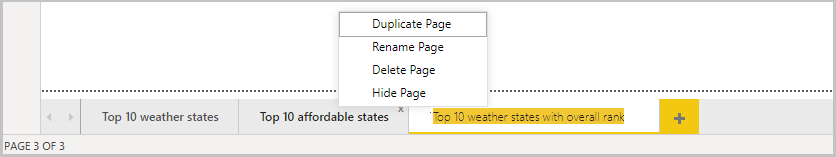 Duplicate Page
Rename Page
Delete Page
Hide Page
Top 10 weather states
Top 10 affordable states
x
Top 10 weather states with overall rank
+
PAGE 3 OF 3